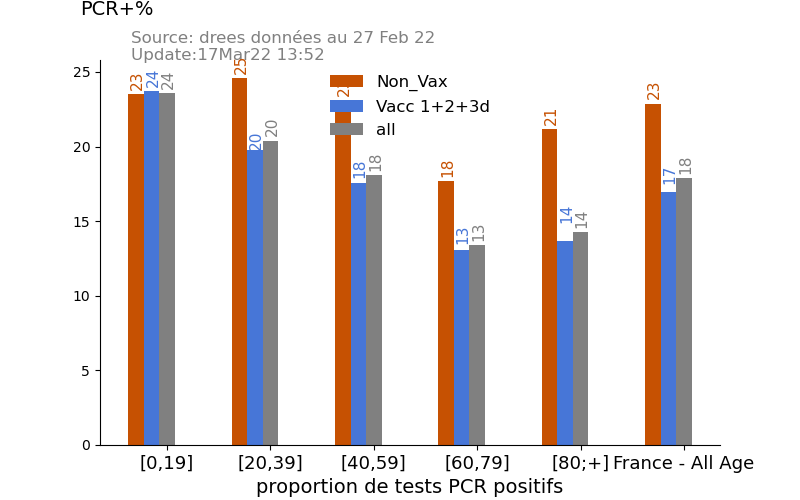 PCR+%
Source: drees données au 27 Feb 22
Update:17Mar22 13:52
25
20
15
10
5
0
23 24 24
25 20 20
18 18
18 13 13
21 14 14
23 17 18
Non_Vax
Vacc 1+2+3d
all
[0,19] [20,39] [40,59] [60,79] [80;+] France - All Age
proportion de tests PCR positifs